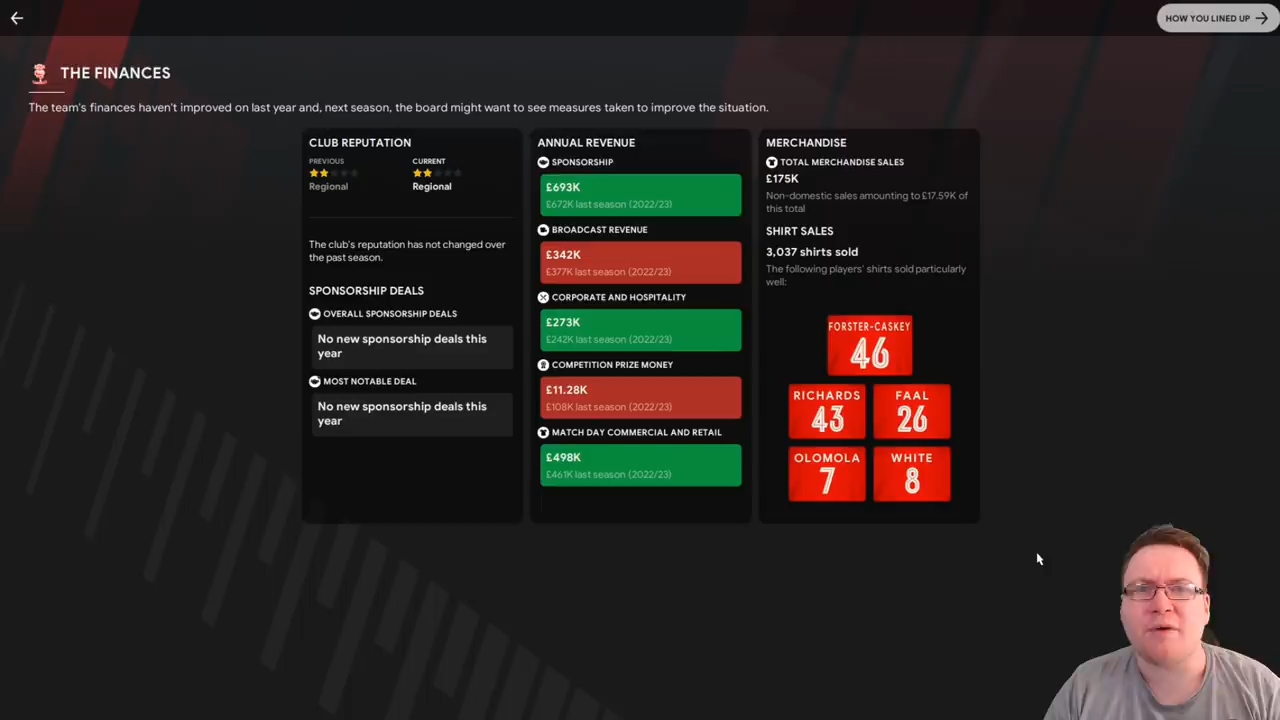 HOW YOU LINED UP
THE FINANCES
The team's finances haven't improved on last year and, next season, the board might want to see measures taken to improve the situation.
CLUB REPUTATION
PREVIOUS
CURRENT
Regional
Regional
The club's reputation has not changed over
the past season.
SPONSORSHIP DEALS
OVERALL SPONSORSHIP DEALS
No new sponsorship deals this
year
MOST NOTABLE DEAL
No new sponsorship deals this
year
ANNUAL REVENUE
SPONSORSHIP
£693K
£672K last season (2022/23)
BROADCAST REVENUE
£342K
£377K last season (2022/23)
CORPORATE AND HOSPITALITY
£273K
£242K last season (2022/23)
COMPETITION PRIZE MONEY
£11.28K
£108K last season (2022/23)
MATCH DAY COMMERCIAL AND RETAIL
£498K
£461K last season (2022/23)
MERCHANDISE
TOTAL MERCHANDISE SALES
£175K
Non-domestic sales amounting to £17.59K of
this total
SHIRT SALES
3,037 shirts sold
The following players' shirts sold particularly
well:
FORSTER-CASKEY
46
RICHARDS
43
FAAL
26
OLOMOLA
7
WHITE
8